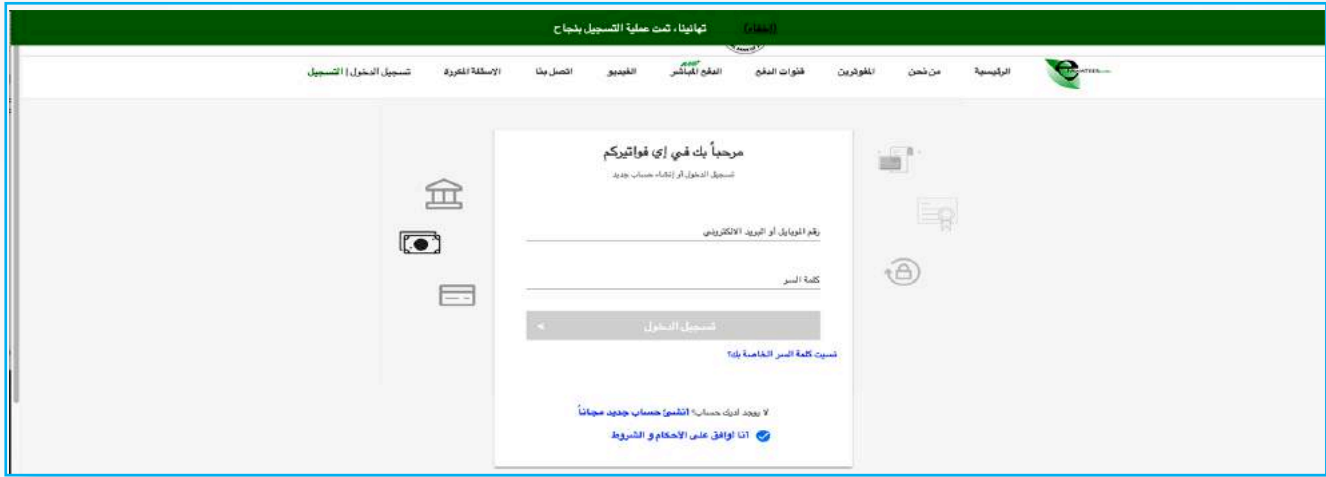 تهانينا، تمت عملية التسجيل بنجاح (إخفاء)
الرئيسية من نحن المفوترين قنوات الدفع الدفع المباشر الفيديو اتصل بنا الاسئلة المكررة تسجيل الدخول | التسجيل
مرحباً بك في إي فواتيركم
تسجيل الدخول أو إنشاء حساب جديد
رقم الموبايل أو البريد الالكتروني
كلمة السر
تسجيل الدخول >
نسيت كلمة السر الخاصة بك؟
لا يوجد لديك حساب؟ أنشئ حساب جديد مجاناً
أنا اوافق على الأحكام و الشروط